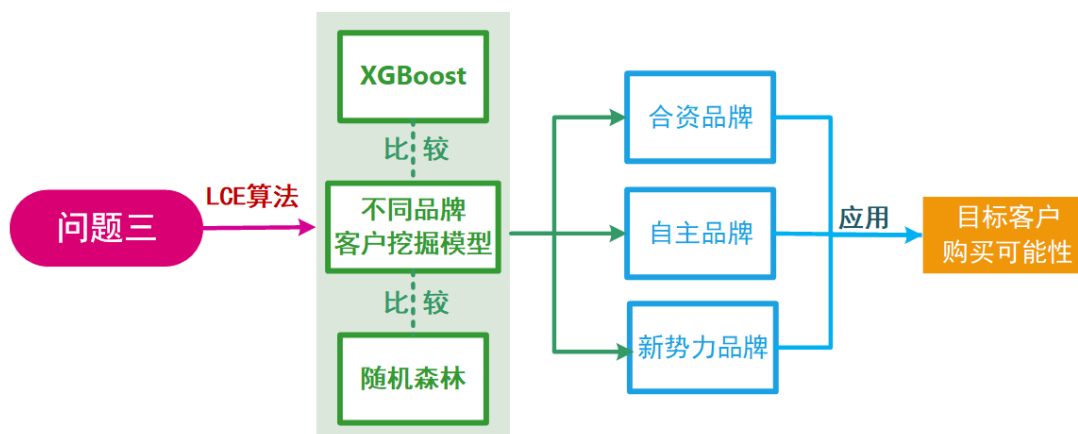 问题三
LCE算法
XGBoost
比较
不同品牌
客户挖掘模型
比较
随机森林
合资品牌
自主品牌
新势力品牌
应用
目标客户
购买可能性